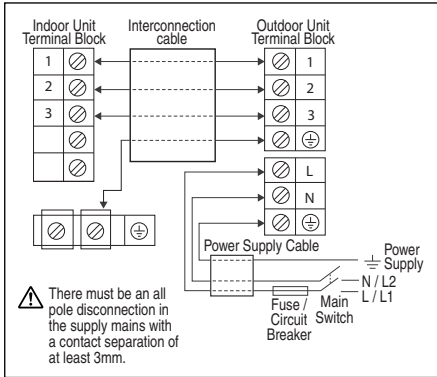 Indoor Unit
Terminal Block
Interconnection
cable
Outdoor Unit
Terminal Block
1
2
3
1
2
3
L
N
Power Supply Cable
Power
Supply
N / L2
L / L1
Fuse /
Circuit
Breaker
Main
Switch
There must be an all
pole disconnection in
the supply mains with
a contact separation of
at least 3mm.